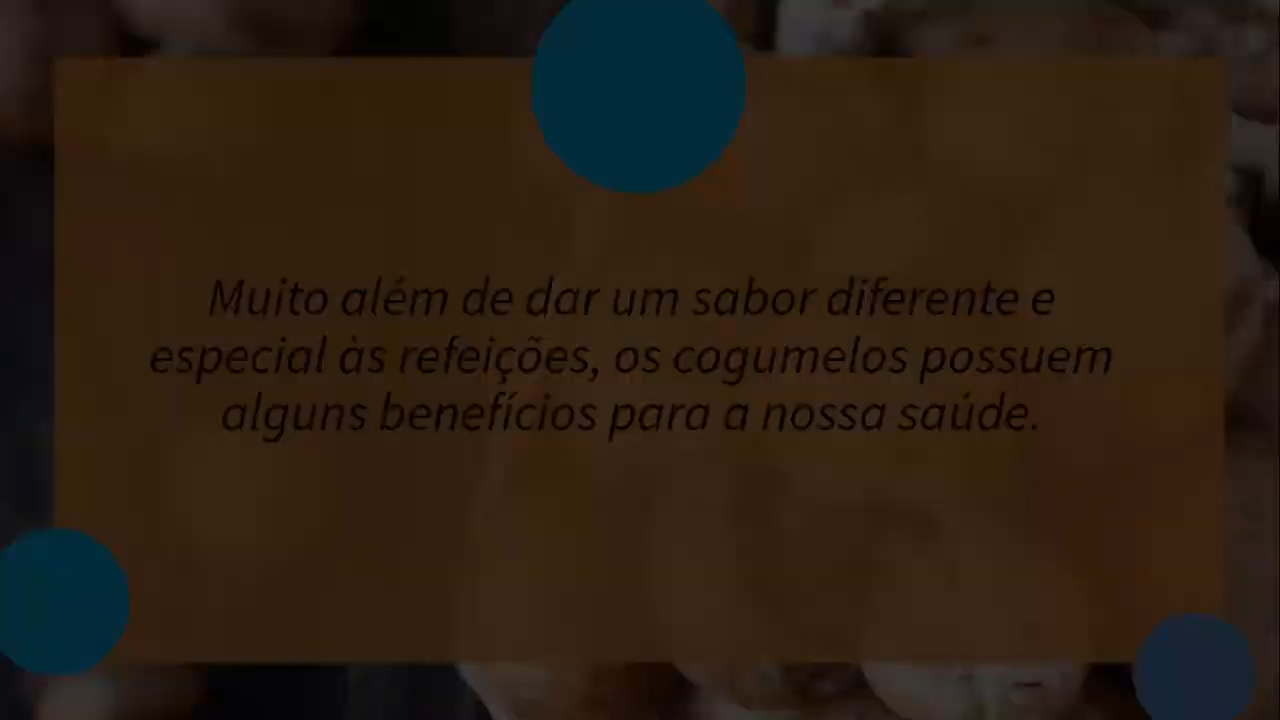 Muito além de dar um sabor diferente e
especial às refeições, os cogumelos possuem
alguns benefícios para a nossa saúde.